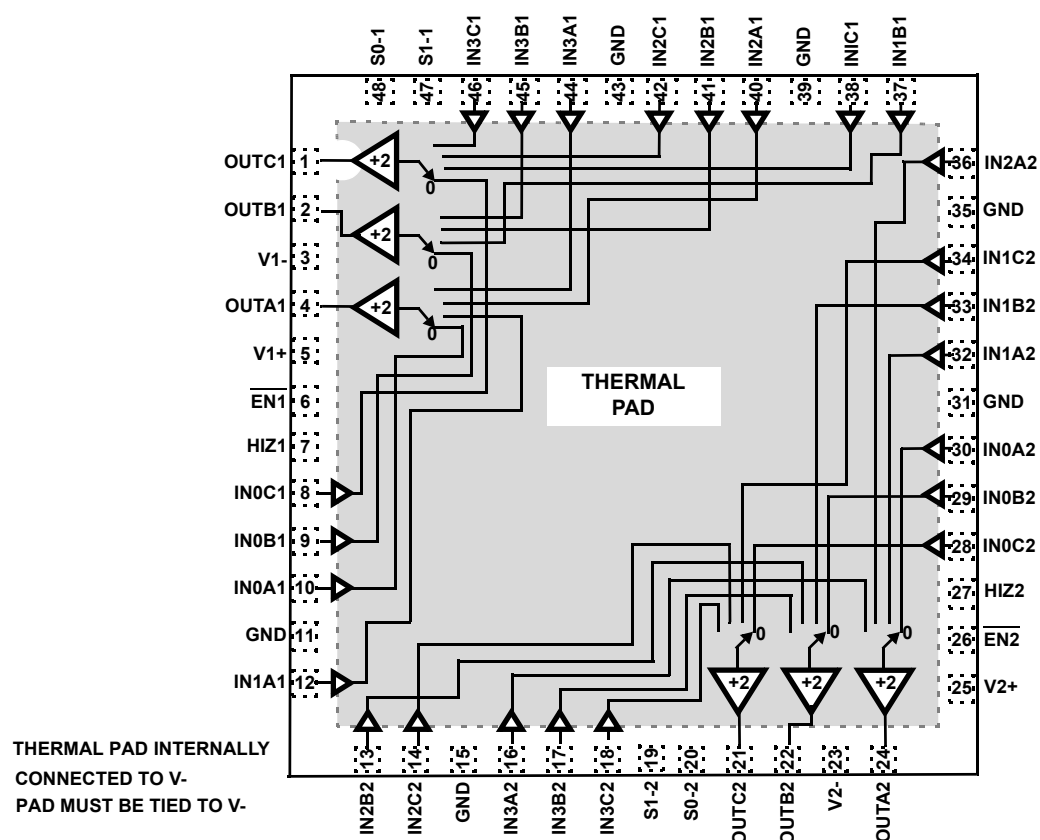 S0-1
S1-1
IN3C1
IN3B1
IN3A1
GND
IN2C1
IN2B1
IN2A1
GND
INIC1
IN1B1
48
47
46
45
44
43
42
41
40
39
38
37
OUTC1 1
OUTB1 2
V1- 3
OUTA1 4
V1+ 5
EN1 6
HIZ1 7
IN0C1 8
IN0B1 9
IN0A1 10
GND 11
IN1A1 12
+2
0
+2
0
+2
0
THERMAL
PAD
36 IN2A2
35 GND
34 IN1C2
33 IN1B2
32 IN1A2
31 GND
30 IN0A2
29 IN0B2
28 IN0C2
27 HIZ2
26 EN2
25 V2+
0
0
0
+2
+2
+2
13
14
15
16
17
18
19
20
21
22
23
24
IN2B2
IN2C2
GND
IN3A2
IN3B2
IN3C2
S1-2
S0-2
OUTC2
OUTB2
V2-
OUTA2
THERMAL PAD INTERNALLY
CONNECTED TO V-
PAD MUST BE TIED TO V-